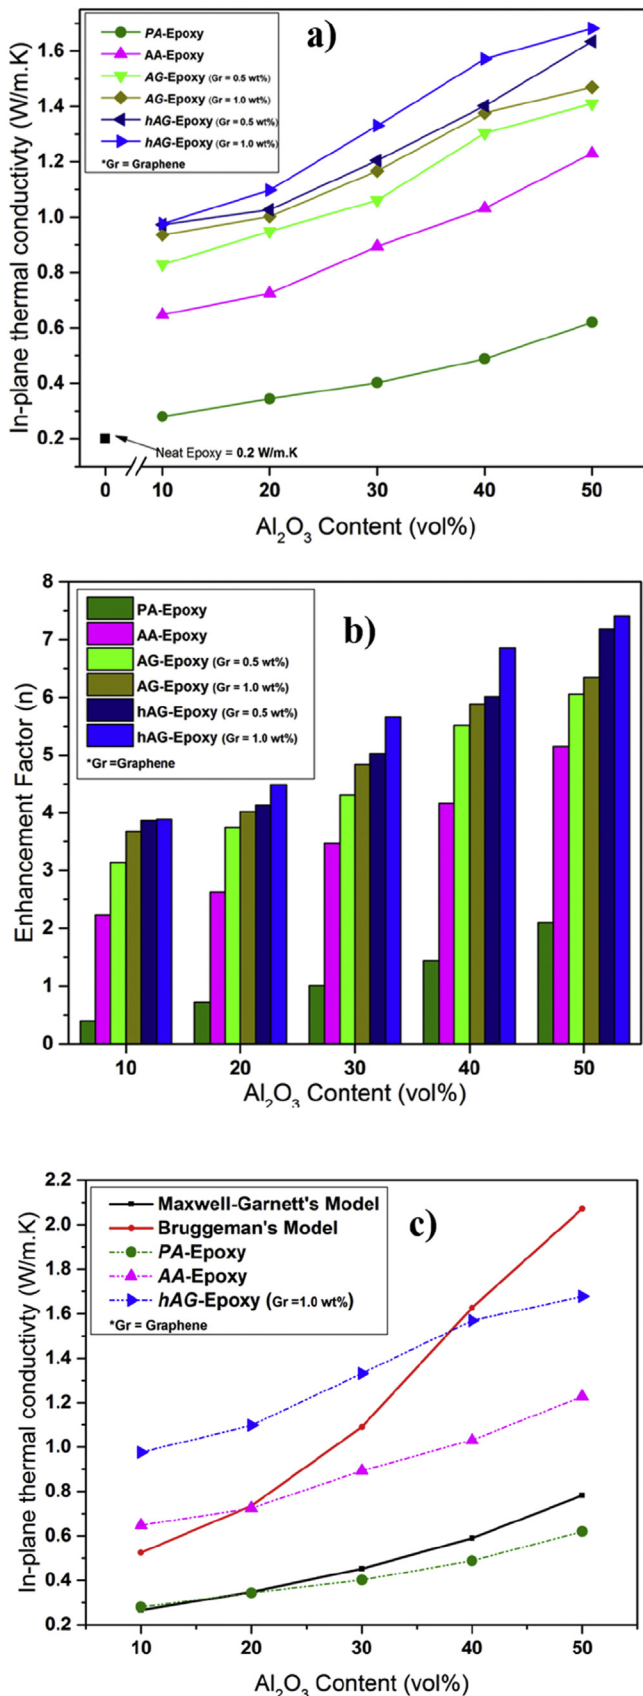 a)
PA-Epoxy
AA-Epoxy
AG-Epoxy (Gr = 0.5 wt%)
AG-Epoxy (Gr = 1.0 wt%)
hAG-Epoxy (Gr = 0.5 wt%)
hAG-Epoxy (Gr = 1.0 wt%)
*Gr = Graphene
In-plane thermal conductivity (W/m.K)
1.6
1.4
1.2
1.0
0.8
0.6
0.4
0.2
Neat Epoxy = 0.2 W/m.K
0 10 20 30 40 50
Al₂O₃ Content (vol%)
b)
PA-Epoxy
AA-Epoxy
AG-Epoxy (Gr = 0.5 wt%)
AG-Epoxy (Gr = 1.0 wt%)
hAG-Epoxy (Gr = 0.5 wt%)
hAG-Epoxy (Gr = 1.0 wt%)
*Gr =Graphene
Enhancement Factor (n)
8
7
6
5
4
3
2
1
0
10 20 30 40 50
Al₂O₃ Content (vol%)
c)
Maxwell-Garnett's Model
Bruggeman's Model
PA-Epoxy
AA-Epoxy
hAG-Epoxy (Gr =1.0 wt%)
*Gr = Graphene
In-plane thermal conductivty (W/m.K)
2.2
2.0
1.8
1.6
1.4
1.2
1.0
0.8
0.6
0.4
0.2
10 20 30 40 50
Al₂O₃ Content (vol%)